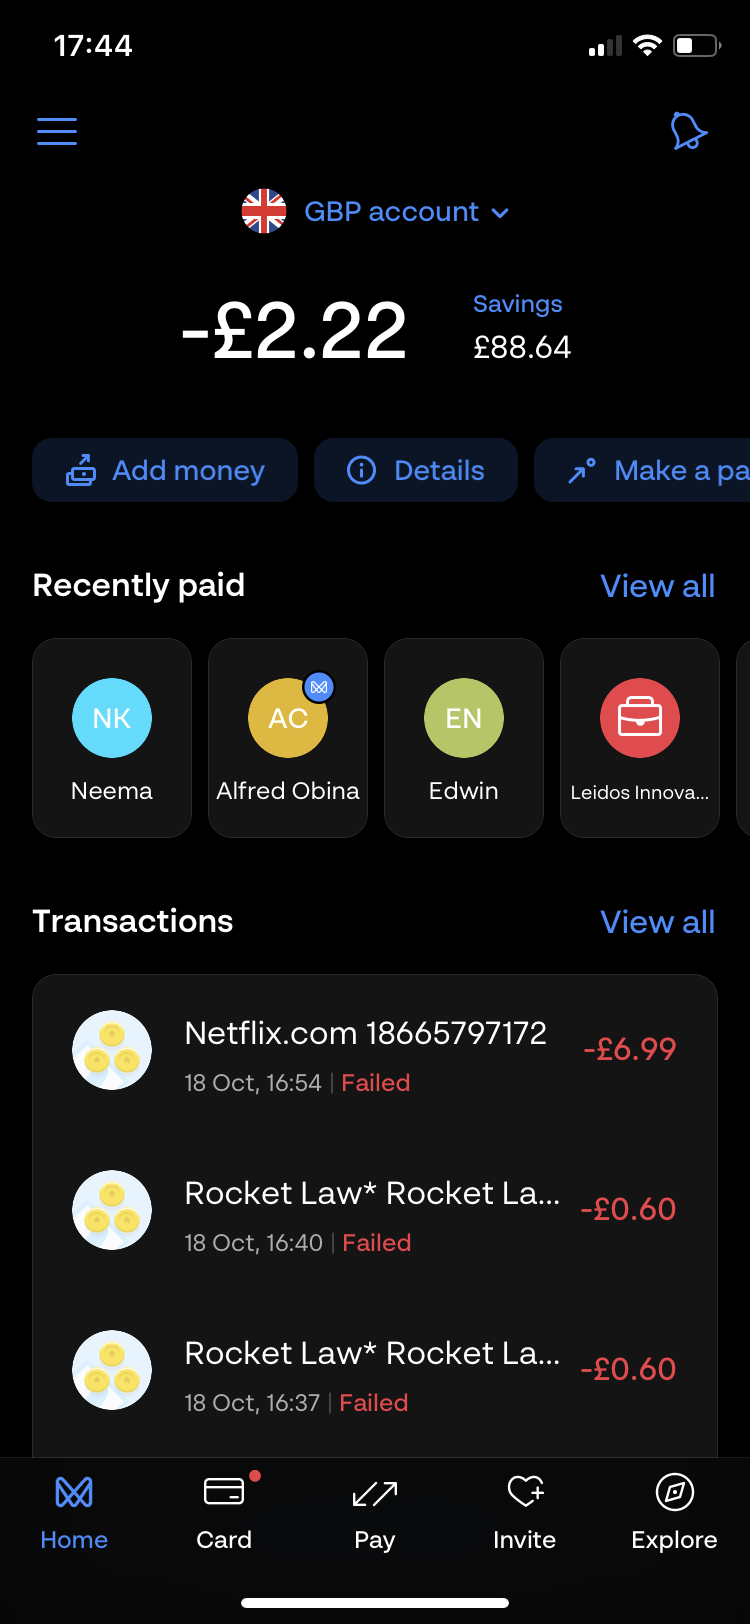 17:44
GBP account
-£2.22
Savings
£88.64
Add money
Details
Make a pa
Recently paid
View all
NK
AC
EN
Neema
Alfred Obina
Edwin
Leidos Innova...
Transactions
View all
Netflix.com 18665797172
-£6.99
18 Oct, 16:54 | Failed
Rocket Law* Rocket La...
-£0.60
18 Oct, 16:40 | Failed
Rocket Law* Rocket La...
-£0.60
18 Oct, 16:37 | Failed
Home
Card
Pay
Invite
Explore